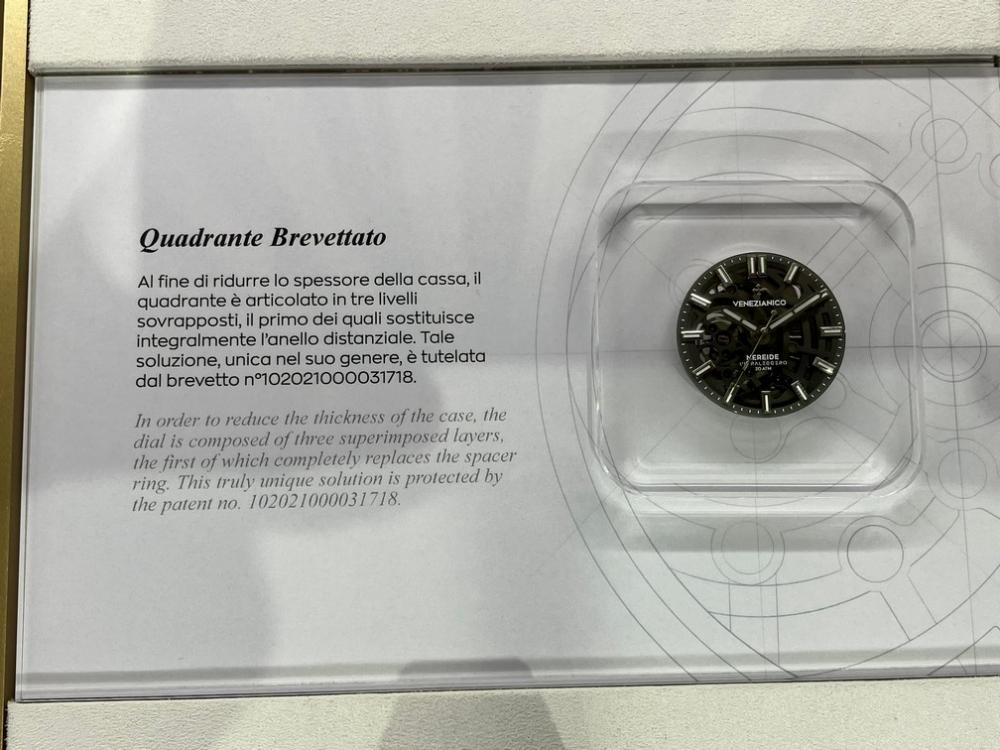 Quadrante Brevettato
Al fine di ridurre lo spessore della cassa, il
quadrante è articolato in tre livelli
sovrapposti, il primo dei quali sostituisce
integralmente l'anello distanziale. Tale
soluzione, unica nel suo genere, è tutelata
dal brevetto n°102021000031718.
In order to reduce the thickness of the case, the
dial is composed of three superimposed layers,
the first of which completely replaces the spacer
ring. This truly unique solution is protected by
the patent no. 102021000031718.
VENEZIANICO
NEREIDE
ULTRALEGGERO
20 ATM